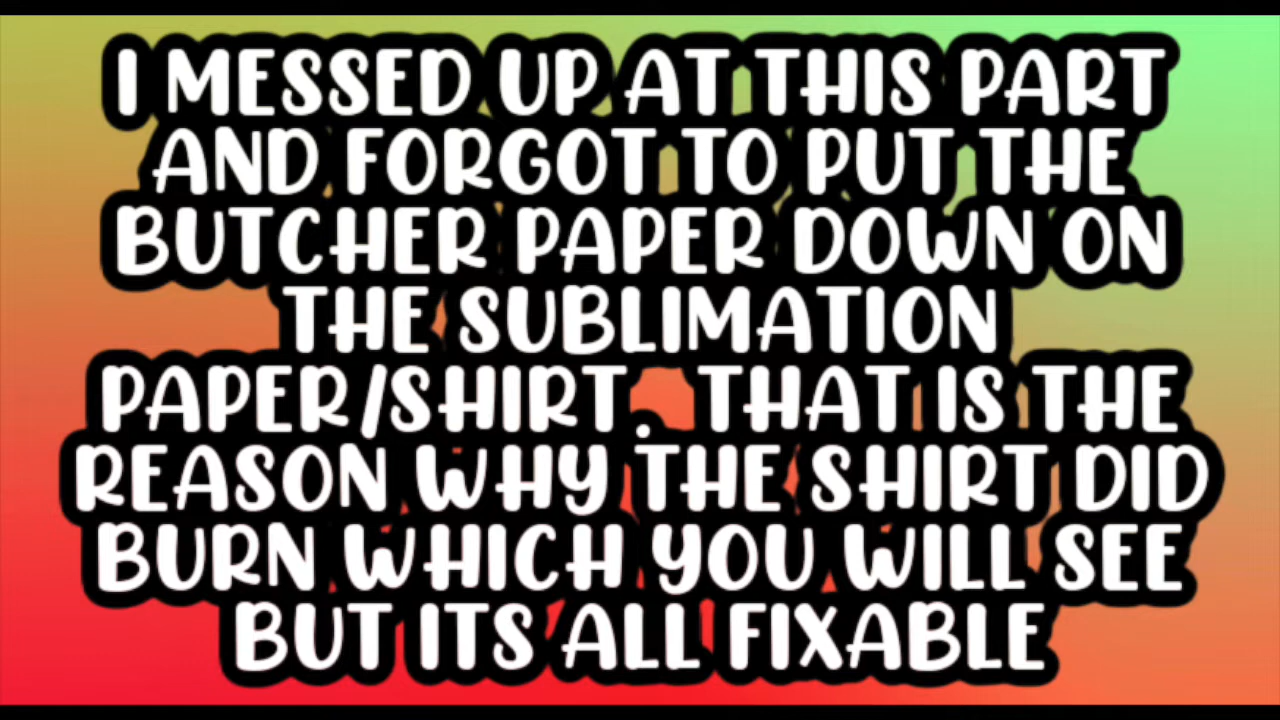 I MESSED UP AT THIS PART
AND FORGOT TO PUT THE
BUTCHER PAPER DOWN ON
THE SUBLIMATION
PAPER/SHIRT. THAT IS THE
REASON WHY THE SHIRT DID
BURN WHICH YOU WILL SEE
BUT ITS ALL FIXABLE